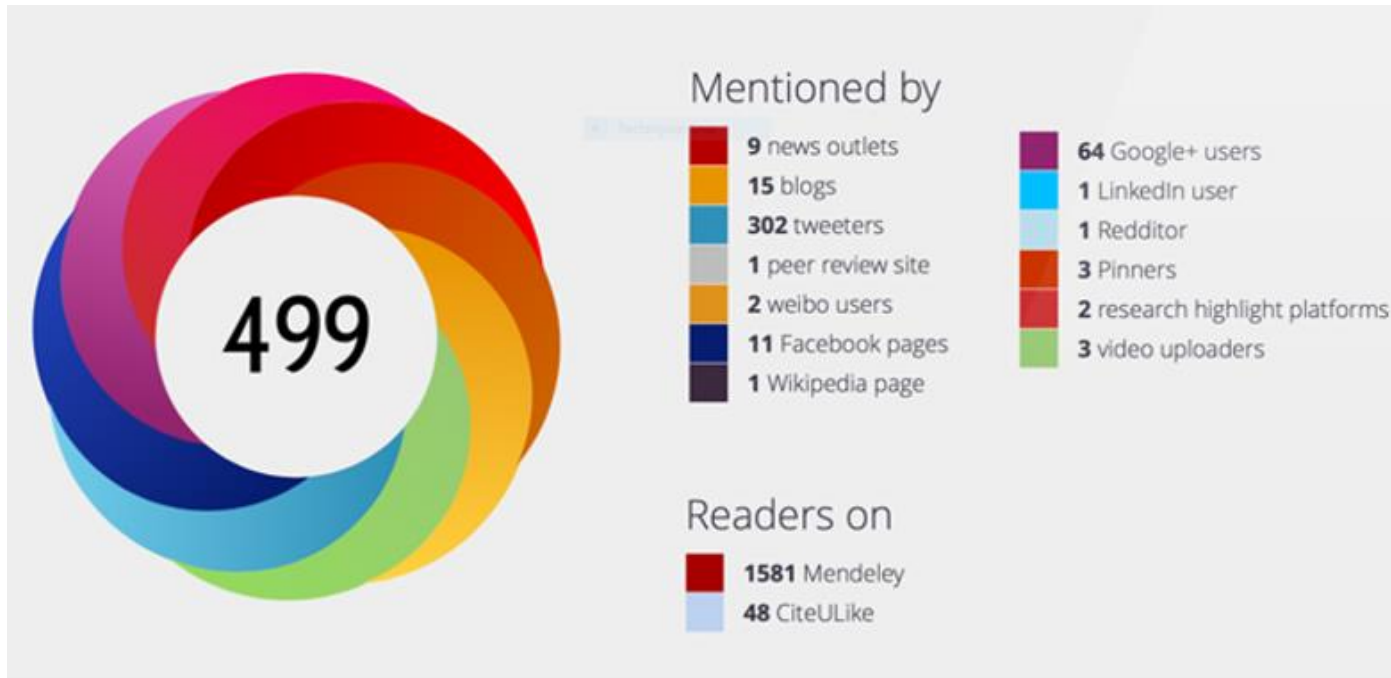 499
Mentioned by
9 news outlets
15 blogs
302 tweeters
1 peer review site
2 weibo users
11 Facebook pages
1 Wikipedia page
64 Google+ users
1 LinkedIn user
1 Redditor
3 Pinners
2 research highlight platforms
3 video uploaders
Readers on
1581 Mendeley
48 CiteULike